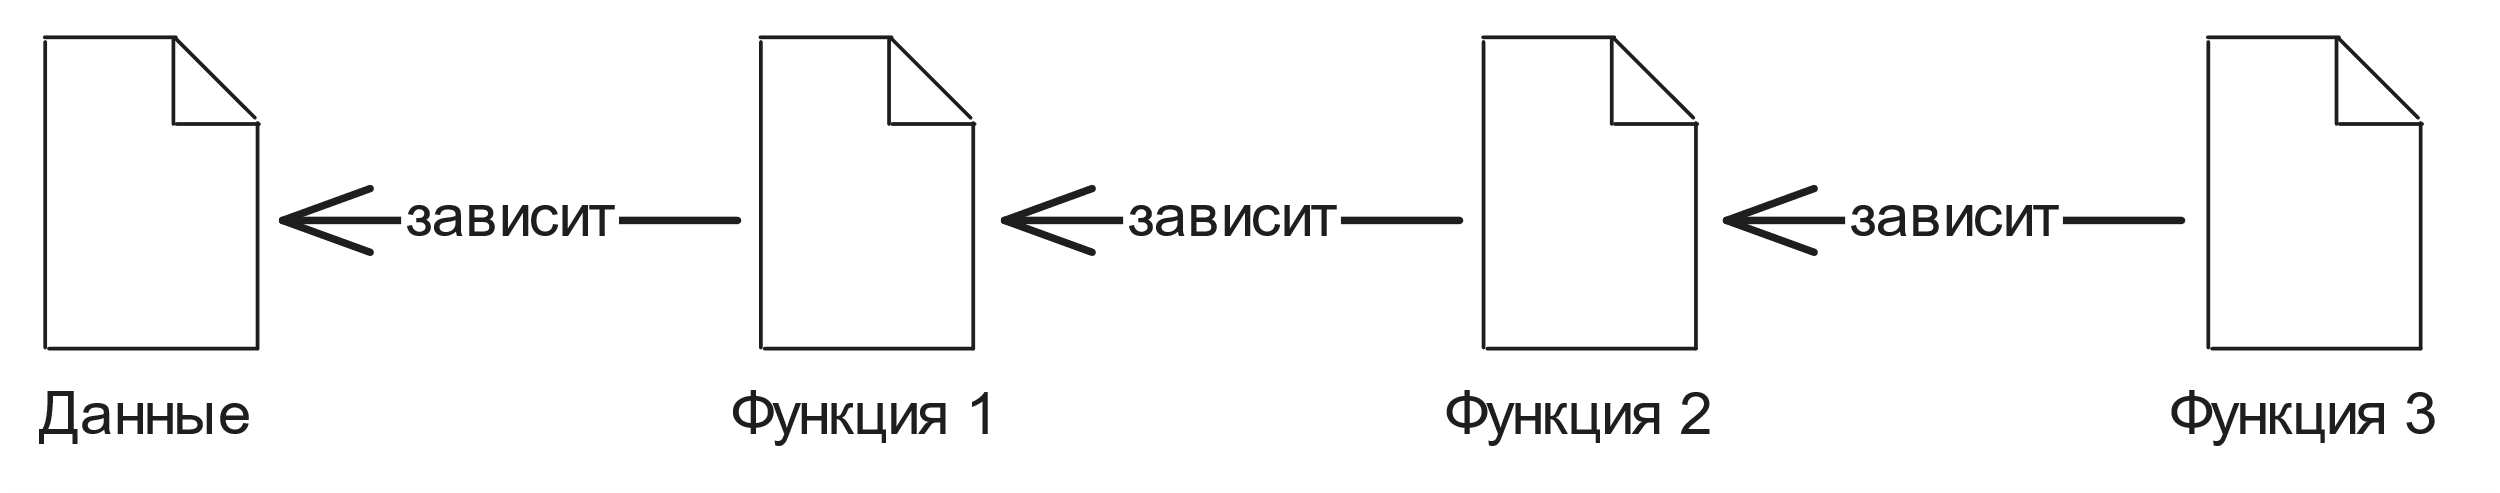 зависит зависит зависит
Данные Функция 1 Функция 2 Функция 3